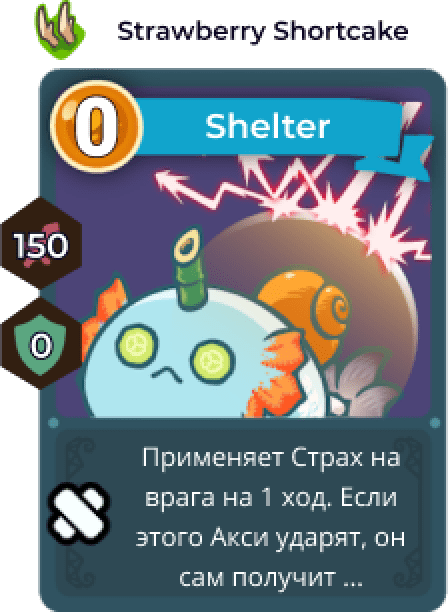 Strawberry Shortcake
0
Shelter
150
0
Применяет Страх на
врага на 1 ход. Если
этого Акси ударят, он
сам получит ...